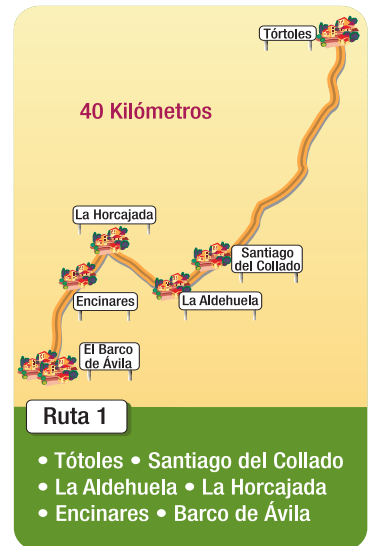 Tórtoles
40 Kilómetros
La Horcajada
Santiago
del Collado
Encinares
La Aldehuela
El Barco
de Ávila
Ruta 1
• Tótoles • Santiago del Collado
• La Aldehuela • La Horcajada
• Encinares • Barco de Ávila